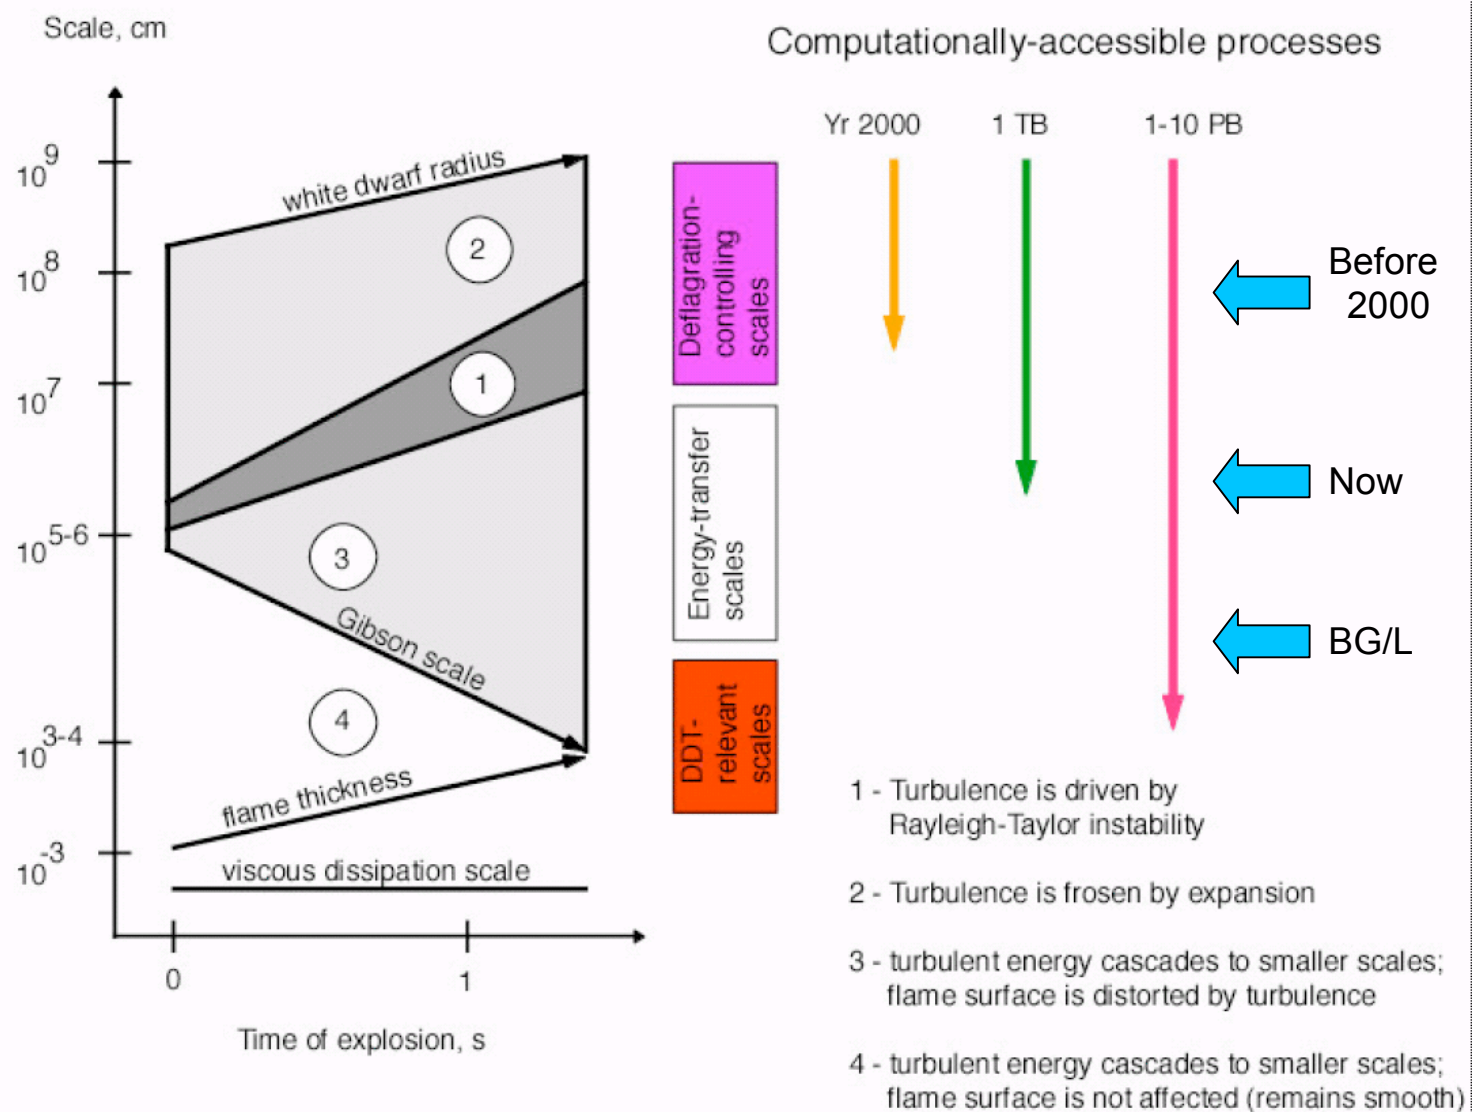 Scale, cm
Computationally-accessible processes
Yr 2000
1 TB
1-10 PB
10^9
10^8
10^7
10^5-6
10^3-4
10^-3
white dwarf radius
2
1
3
Gibson scale
4
flame thickness
viscous dissipation scale
0
1
Time of explosion, s
Deflagration-
controlling
scales
Energy-transfer
scales
DDT-
relevant
scales
Before
2000
Now
BG/L
1 - Turbulence is driven by
Rayleigh-Taylor instability
2 - Turbulence is frosen by expansion
3 - turbulent energy cascades to smaller scales;
flame surface is distorted by turbulence
4 - turbulent energy cascades to smaller scales;
flame surface is not affected (remains smooth)